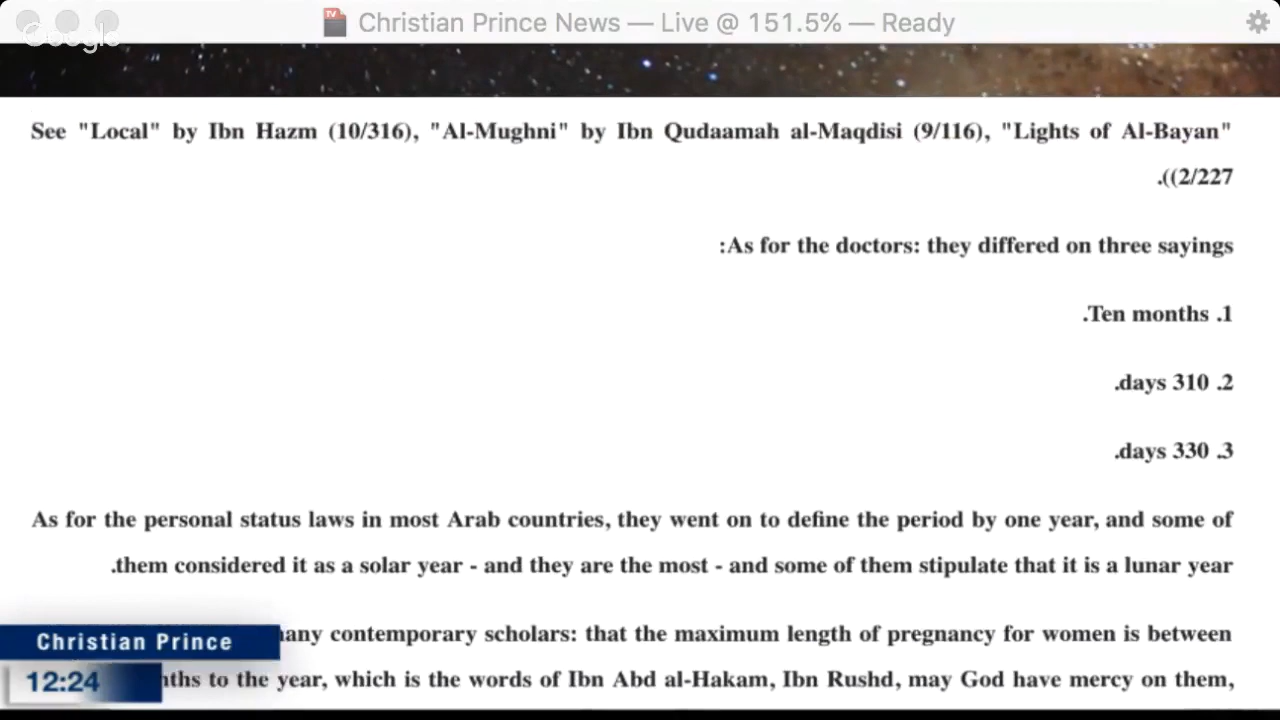 Christian Prince News — Live @ 151.5% — Ready
Google
See "Local" by Ibn Hazm (10/316), "Al-Mughni" by Ibn Qudaamah al-Maqdisi (9/116), "Lights of Al-Bayan"
.((2/227
:As for the doctors: they differed on three sayings
.Ten months .1
.days 310 .2
.days 330 .3
As for the personal status laws in most Arab countries, they went on to define the period by one year, and some of
.them considered it as a solar year - and they are the most - and some of them stipulate that it is a lunar year
contemporary scholars: that the maximum length of pregnancy for women is between
to the year, which is the words of Ibn Abd al-Hakam, Ibn Rushd, may God have mercy on them,
Christian Prince
12:24